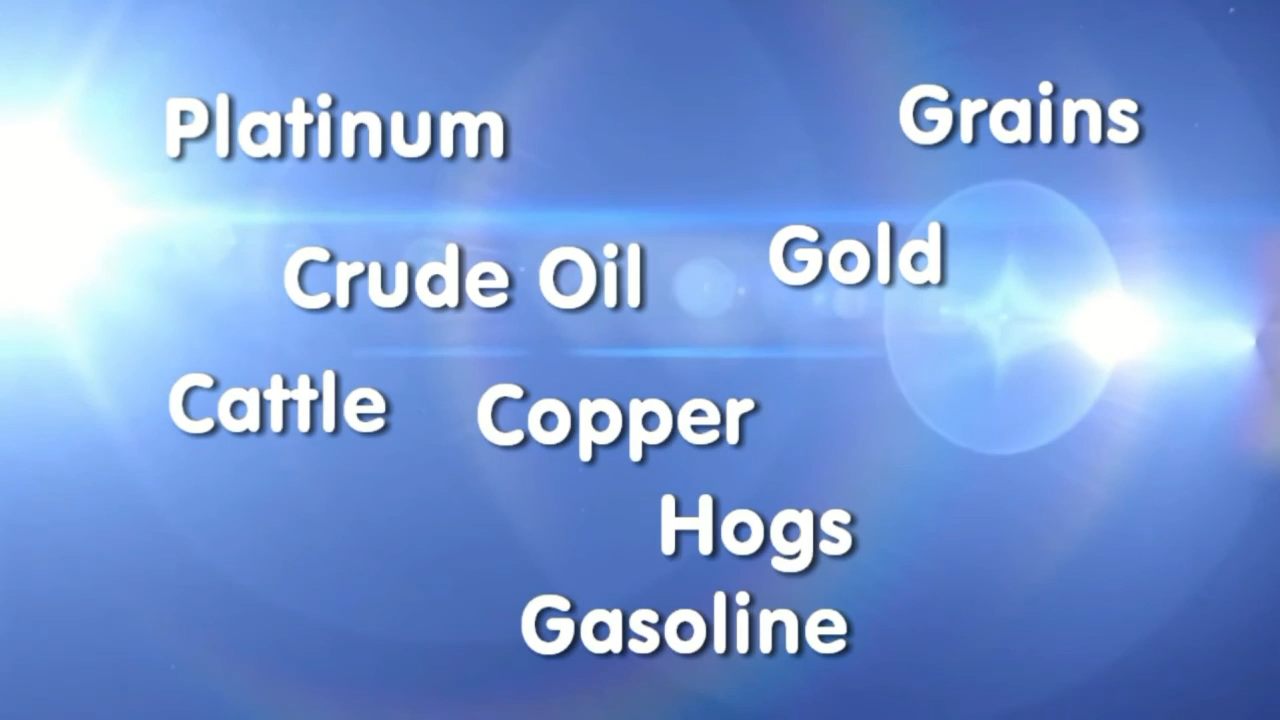 Platinum
Grains
Crude Oil
Gold
Cattle
Copper
Hogs
Gasoline